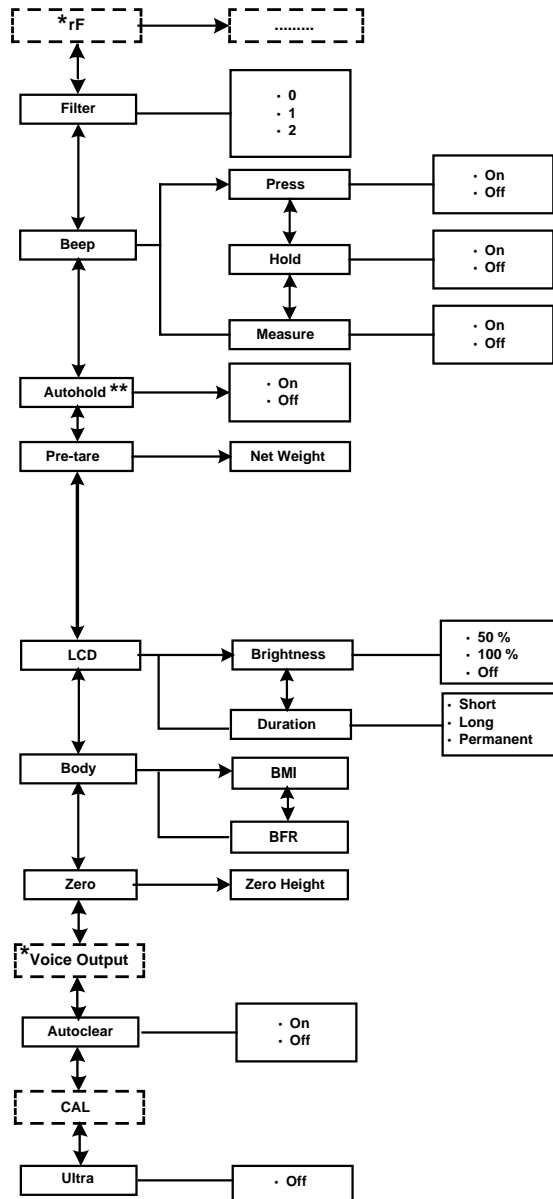 *rF
.........
Filter
· 0
· 1
· 2
Press
· On
· Off
Beep
Hold
· On
· Off
Measure
· On
· Off
Autohold **
· On
· Off
Pre-tare
Net Weight
LCD
Brightness
· 50 %
· 100 %
· Off
Duration
· Short
· Long
· Permanent
Body
BMI
BFR
Zero
Zero Height
*Voice Output
Autoclear
· On
· Off
CAL
Ultra
· Off